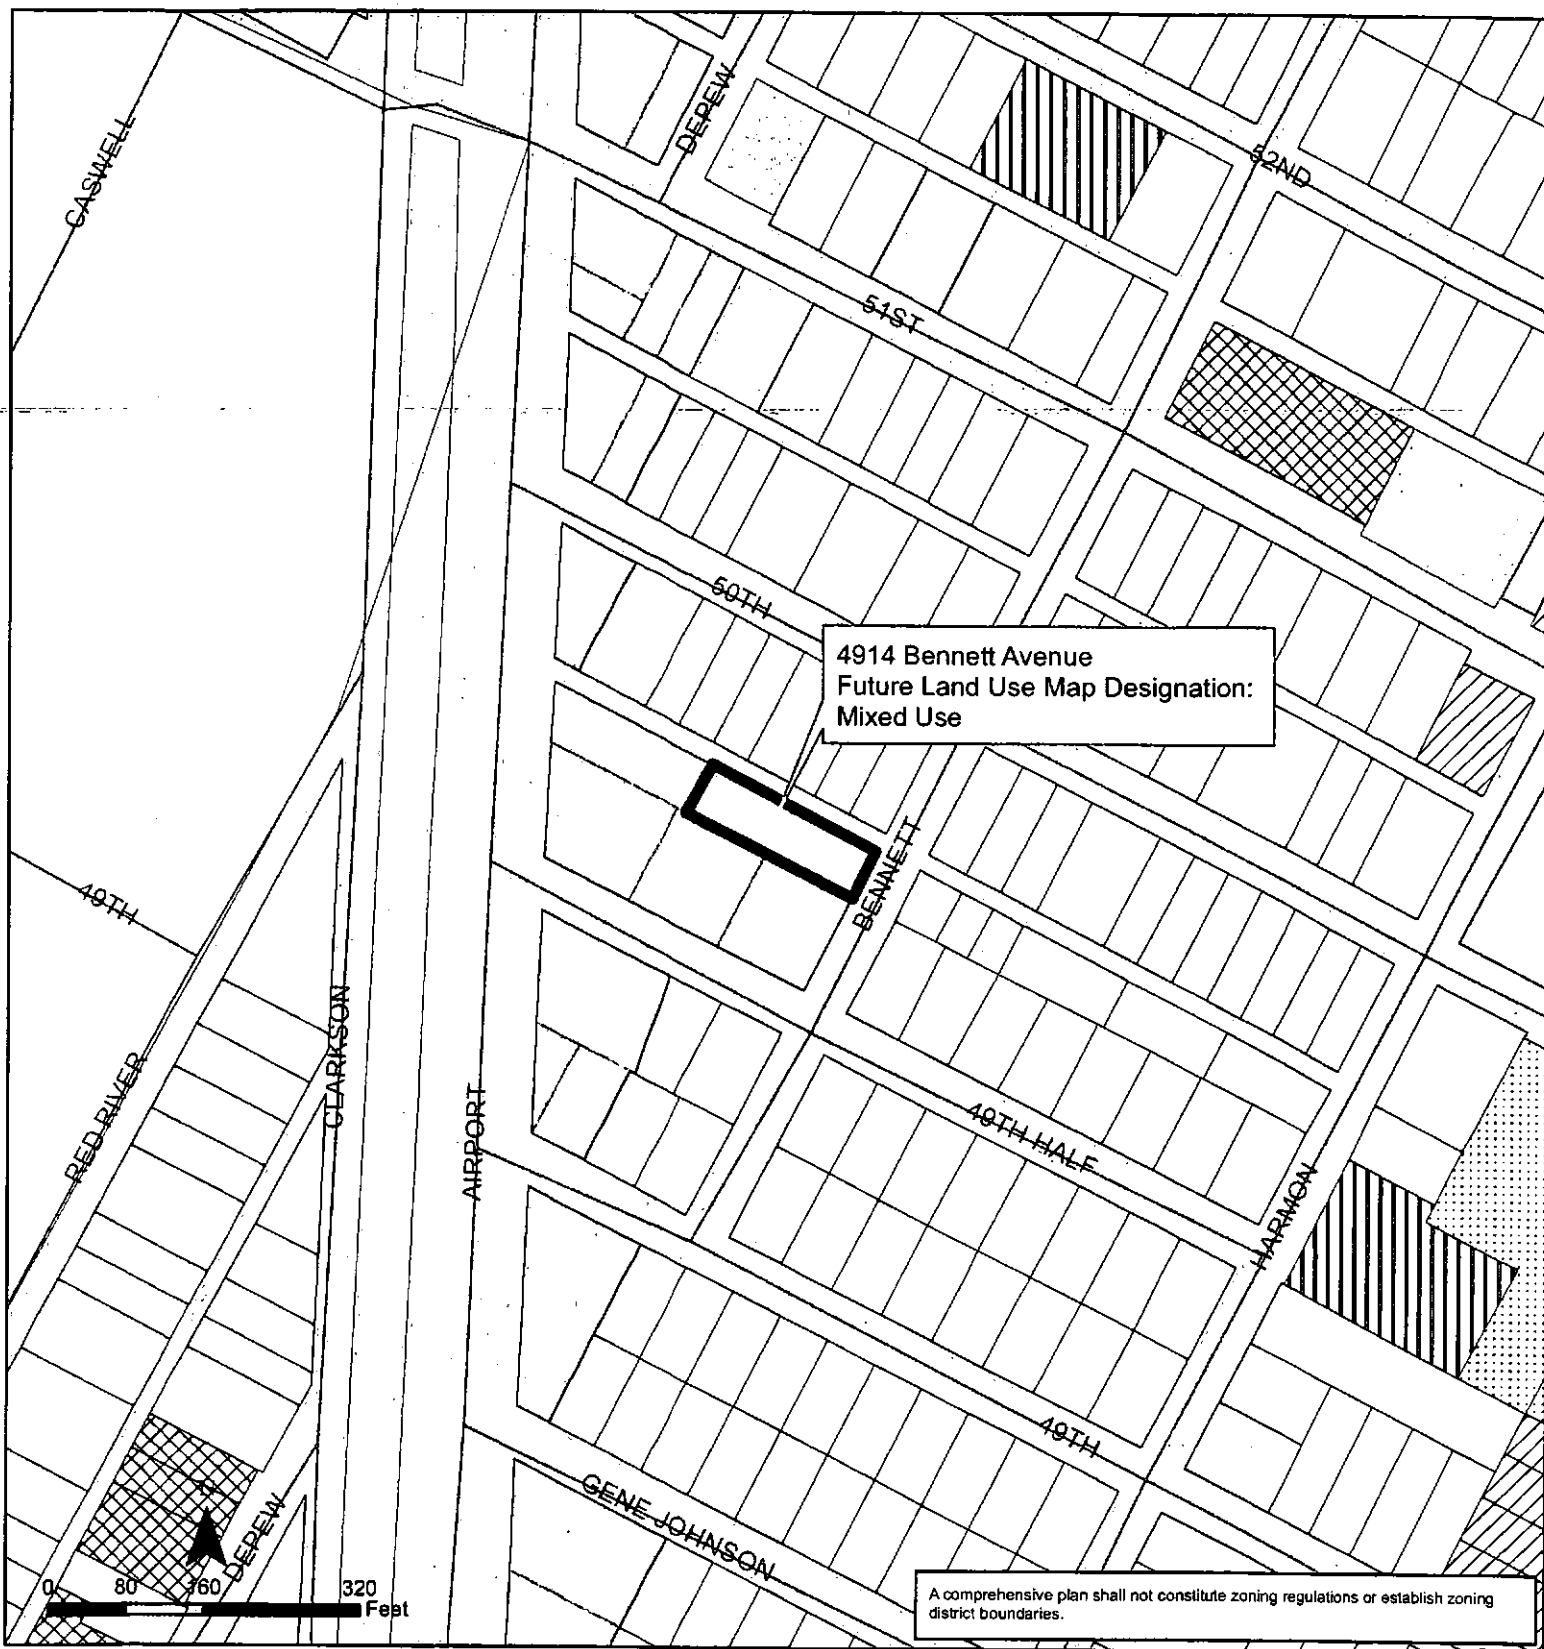 DEPEW
CASWELL
52ND
51ST
50TH
4914 Bennett Avenue
Future Land Use Map Designation:
Mixed Use
BENNETT
49TH
CLARKSON
RED RIVER
AIRPORT
49TH HALF
HARMON
49TH
GENE JOHNSON
DEPEW
0 80 160 320
Feet
A comprehensive plan shall not constitute zoning regulations or establish zoning
district boundaries.